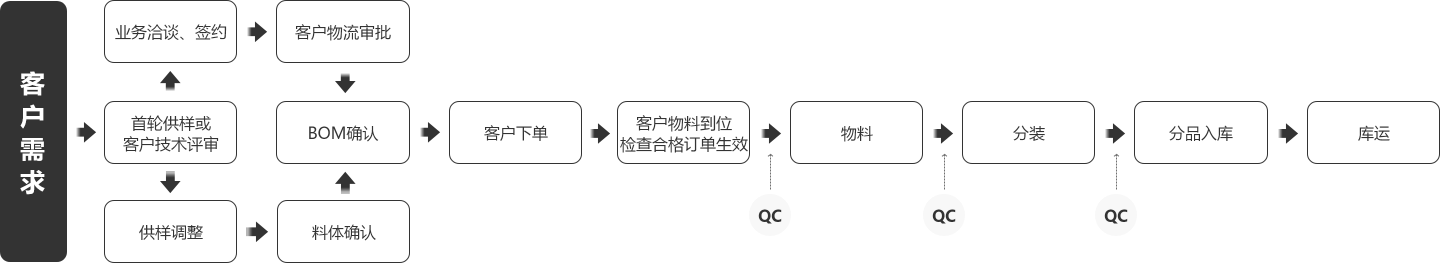 客户需求
业务洽谈、签约
客户物流审批
首轮供样或
客户技术评审
BOM确认
供样调整
料体确认
客户下单
客户物料到位
检查合格订单生效
物料
分装
分品入库
库运
QC
QC
QC